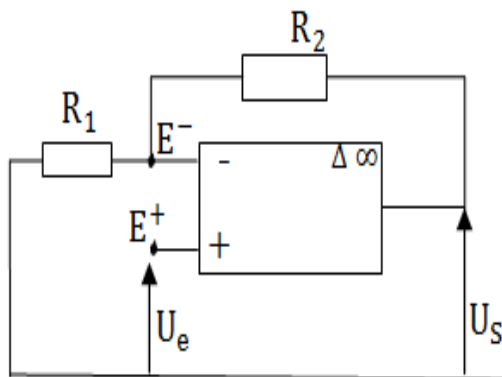 R₂
R₁
E⁻
- Δ ∞
E⁺
+
Uₑ
Uₛ